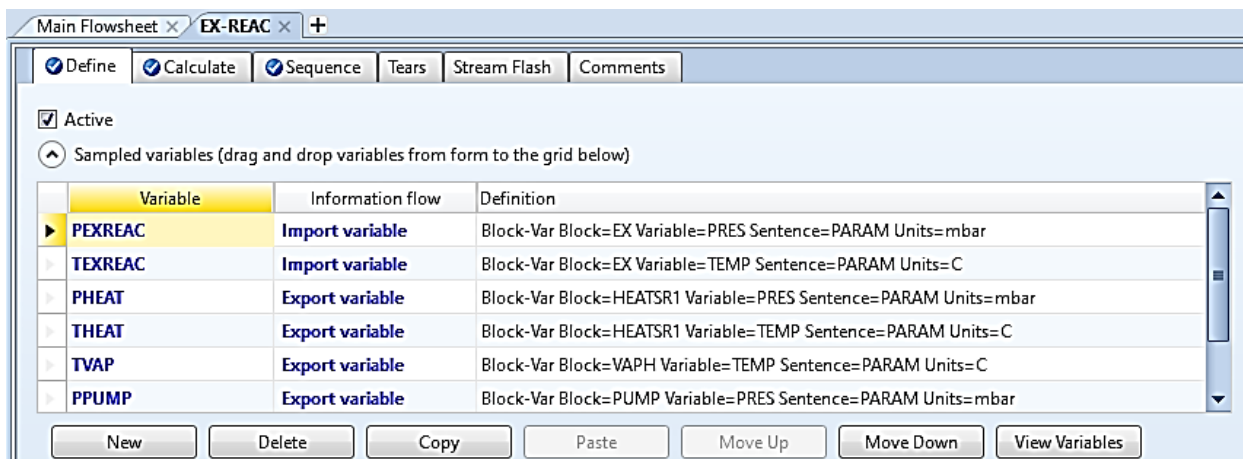 Main Flowsheet × EX-REAC × +
Define Calculate Sequence Tears Stream Flash Comments
Active
Sampled variables (drag and drop variables from form to the grid below)
Variable Information flow Definition
PEXREAC Import variable Block-Var Block=EX Variable=PRES Sentence=PARAM Units=mbar
TEXREAC Import variable Block-Var Block=EX Variable=TEMP Sentence=PARAM Units=C
PHEAT Export variable Block-Var Block=HEATSR1 Variable=PRES Sentence=PARAM Units=mbar
THEAT Export variable Block-Var Block=HEATSR1 Variable=TEMP Sentence=PARAM Units=C
TVAP Export variable Block-Var Block=VAPH Variable=TEMP Sentence=PARAM Units=C
PPUMP Export variable Block-Var Block=PUMP Variable=PRES Sentence=PARAM Units=mbar
New Delete Copy Paste Move Up Move Down View Variables